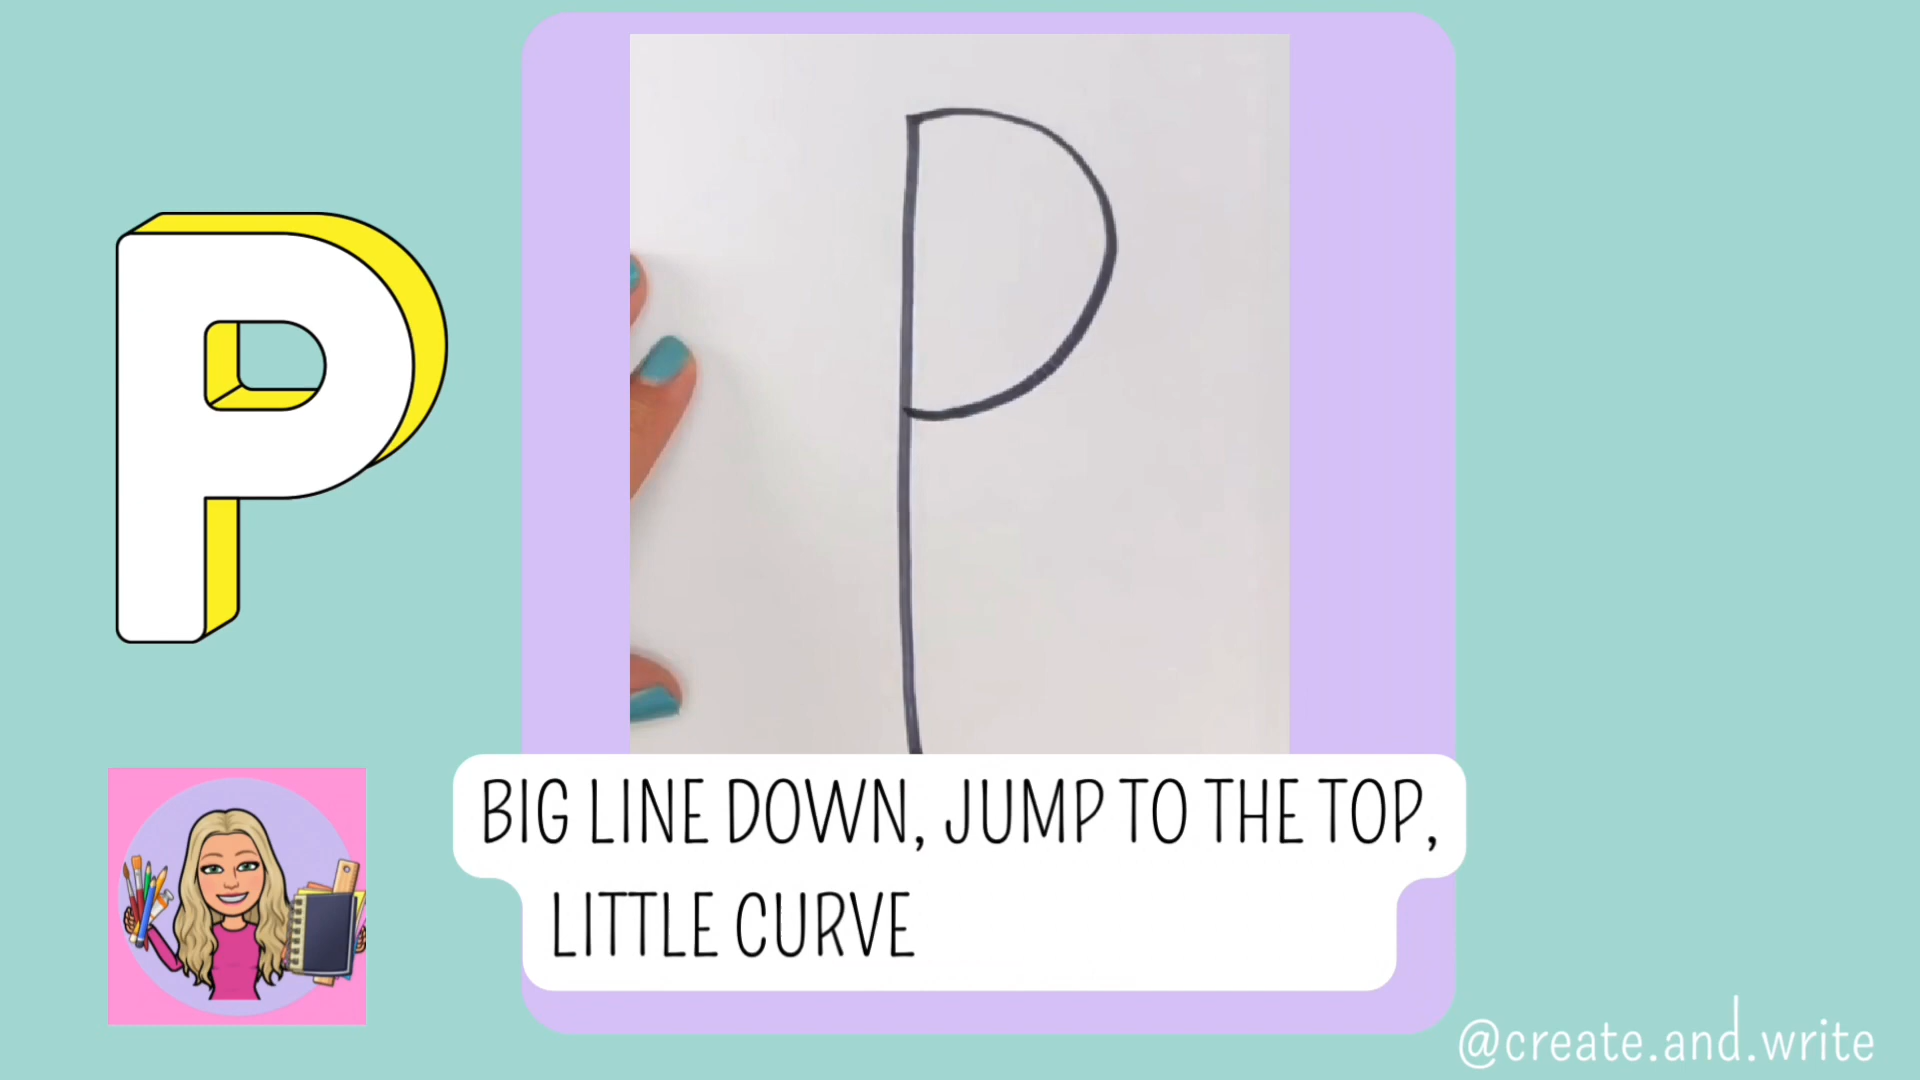 P
P
BIG LINE DOWN, JUMP TO THE TOP,
LITTLE CURVE
@create.and.write